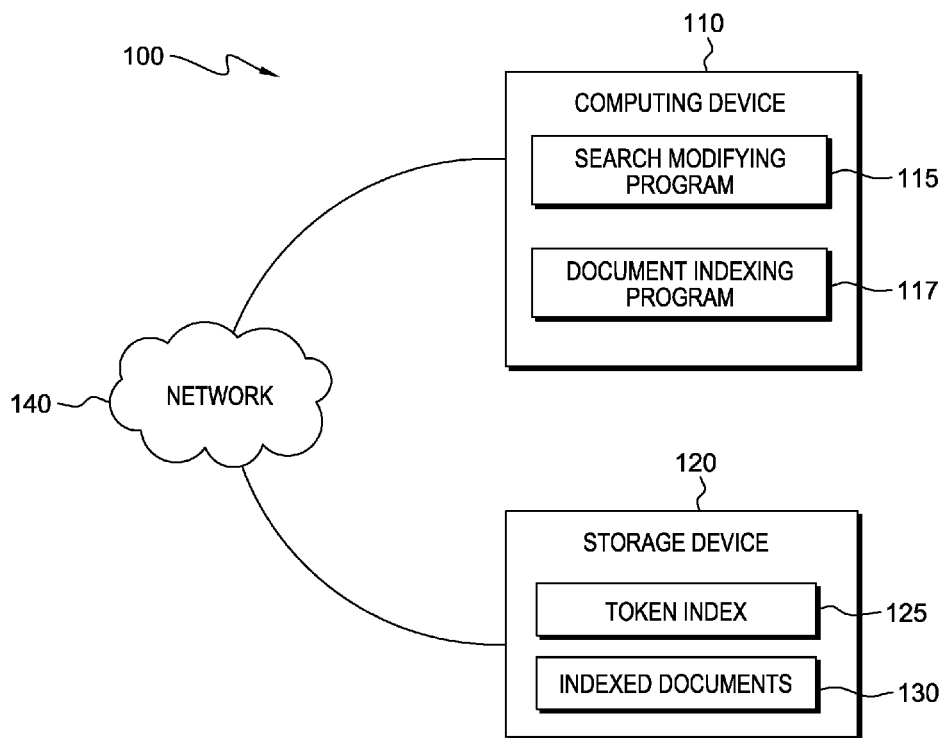 100
110
COMPUTING DEVICE
SEARCH MODIFYING
PROGRAM
115
DOCUMENT INDEXING
PROGRAM
117
140
NETWORK
120
STORAGE DEVICE
TOKEN INDEX
125
INDEXED DOCUMENTS
130